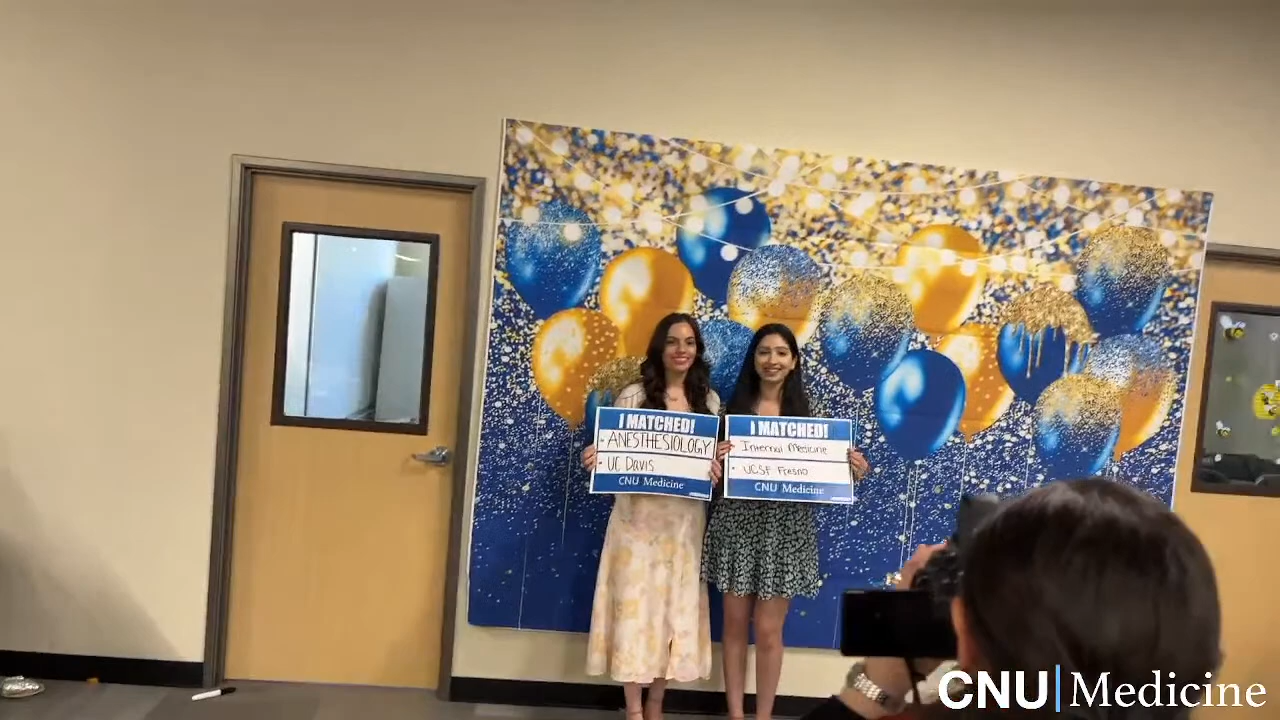 I MATCHED!
• ANESTHESIOLOGY
• UC Davis
CNU Medicine
I MATCHED!
• Internal Medicine
• UCSF Fresno
CNU Medicine
CNU | Medicine